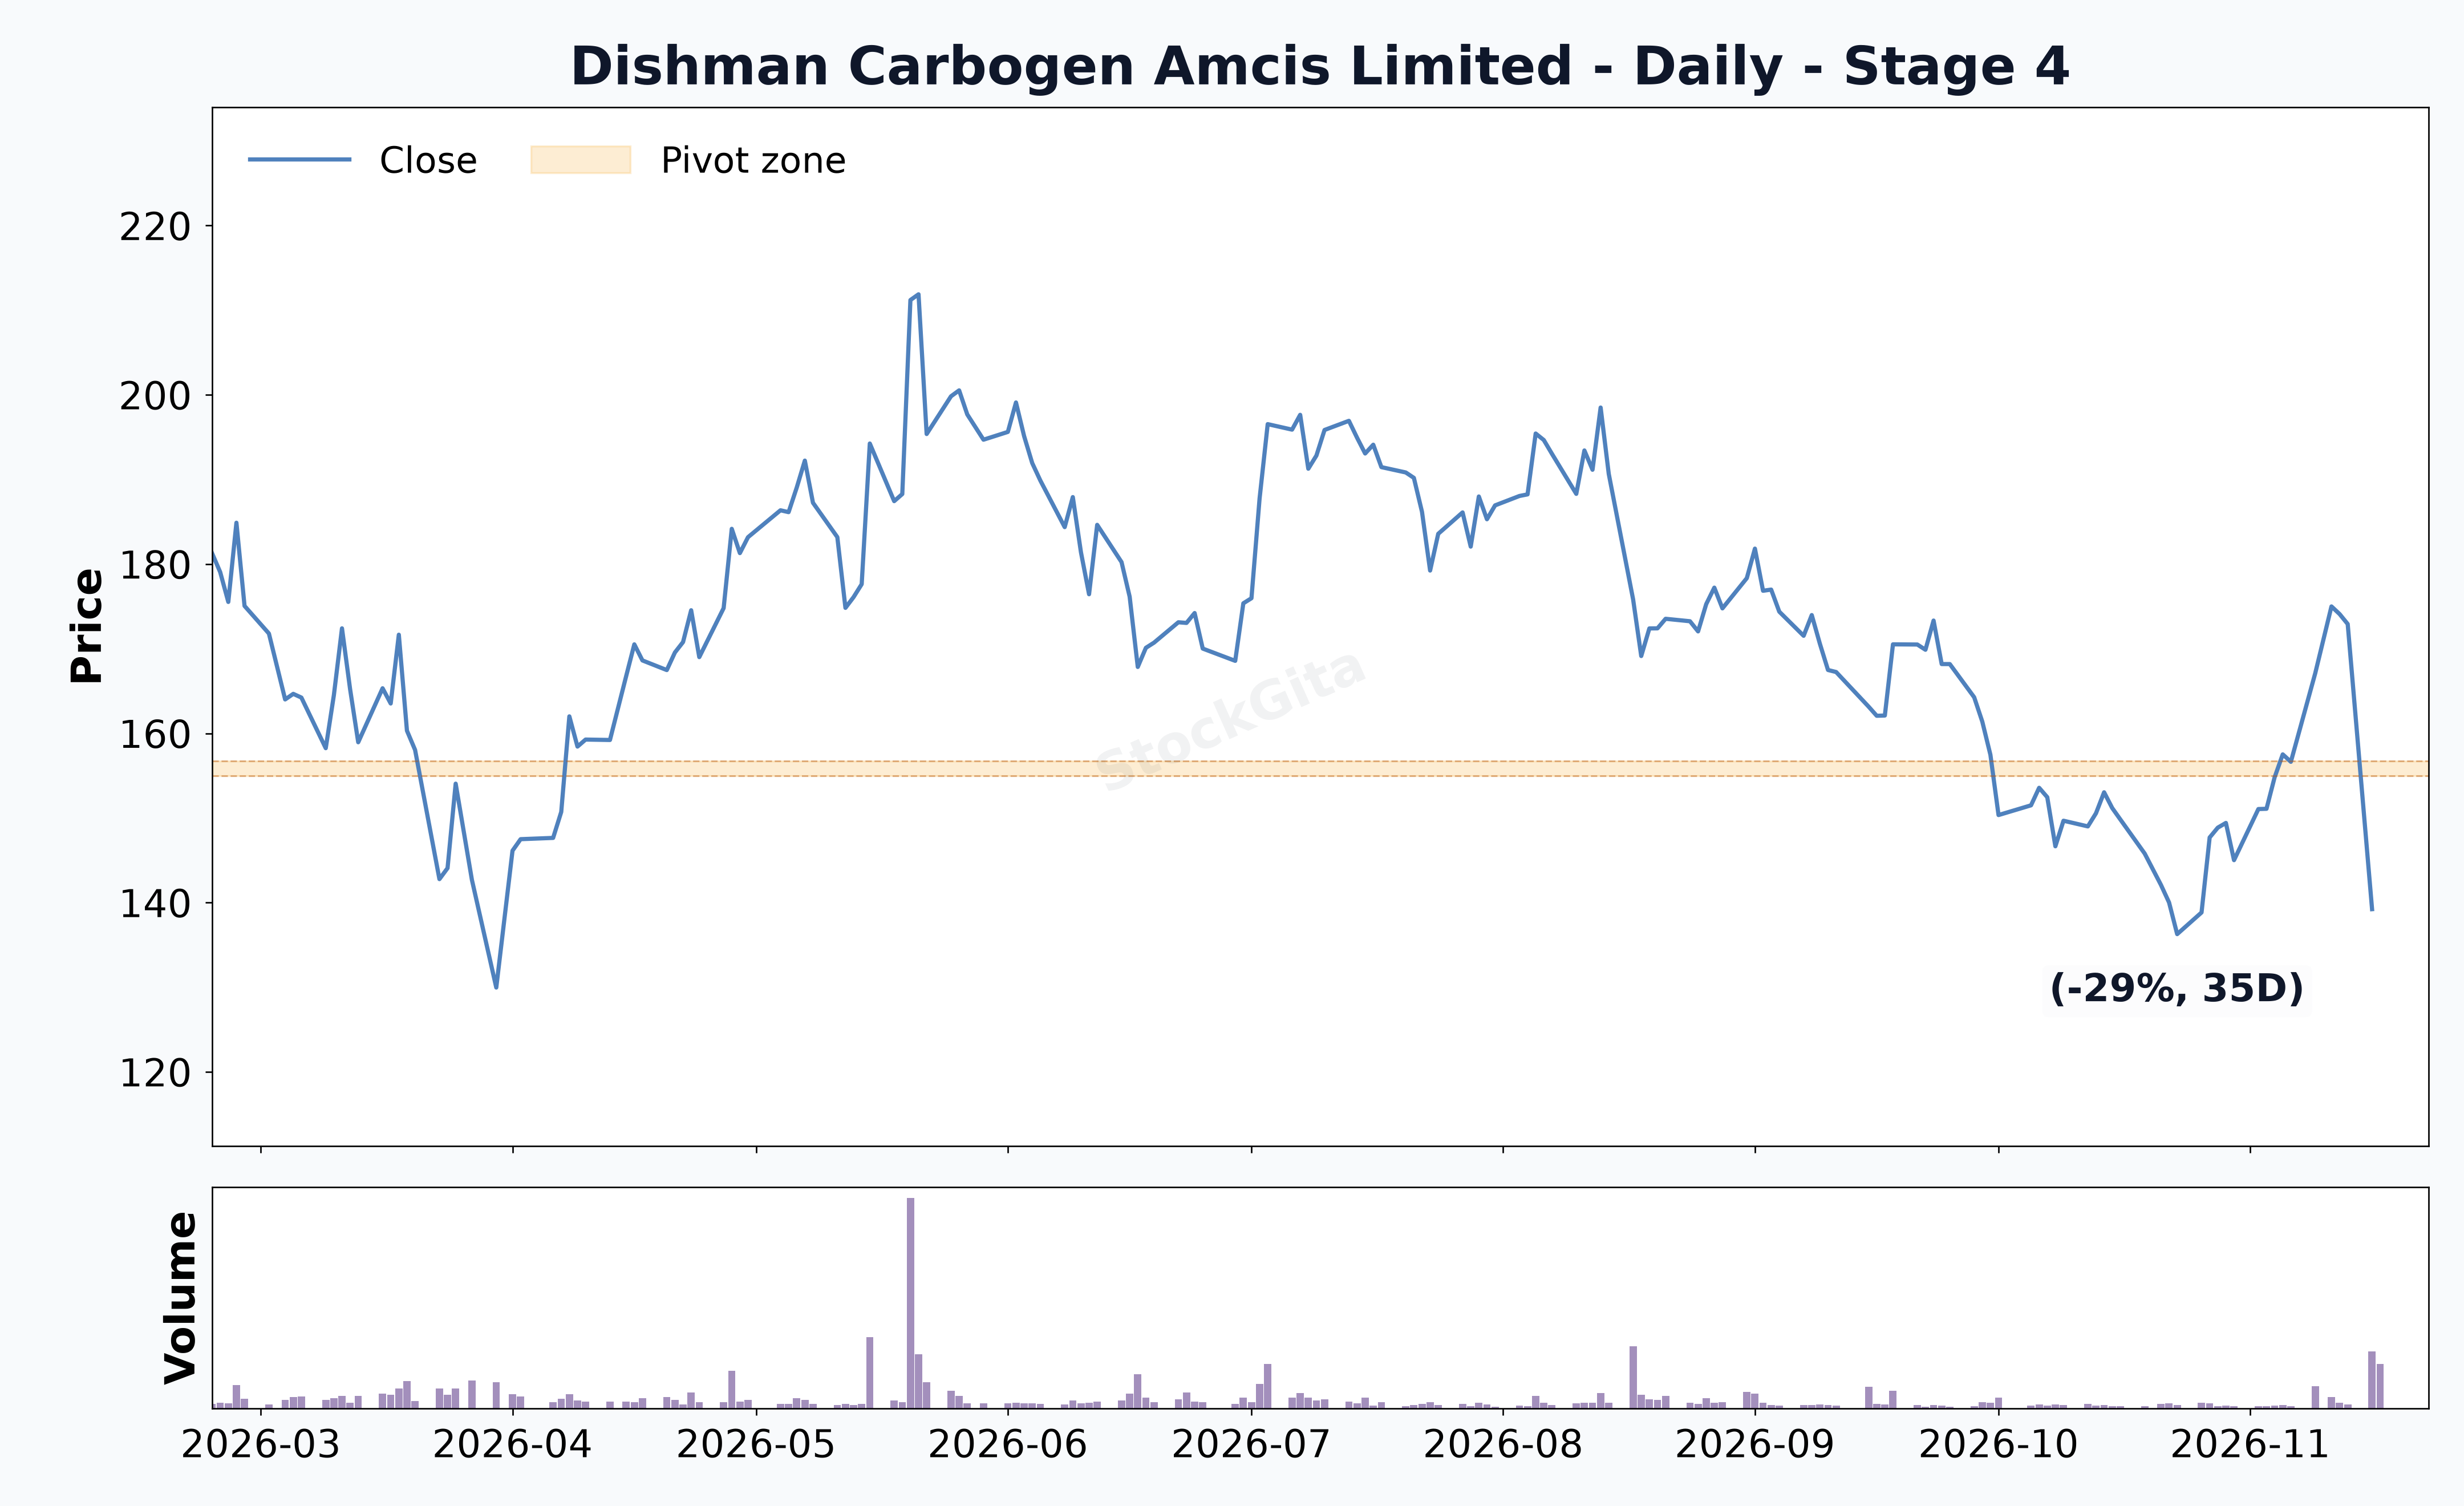 Dishman Carbogen Amcis Limited - Daily - Stage 4
Close
Pivot zone
220
200
180
160
140
120
Price
StockGita
(-29%, 35D)
Volume
2026-03
2026-04
2026-05
2026-06
2026-07
2026-08
2026-09
2026-10
2026-11